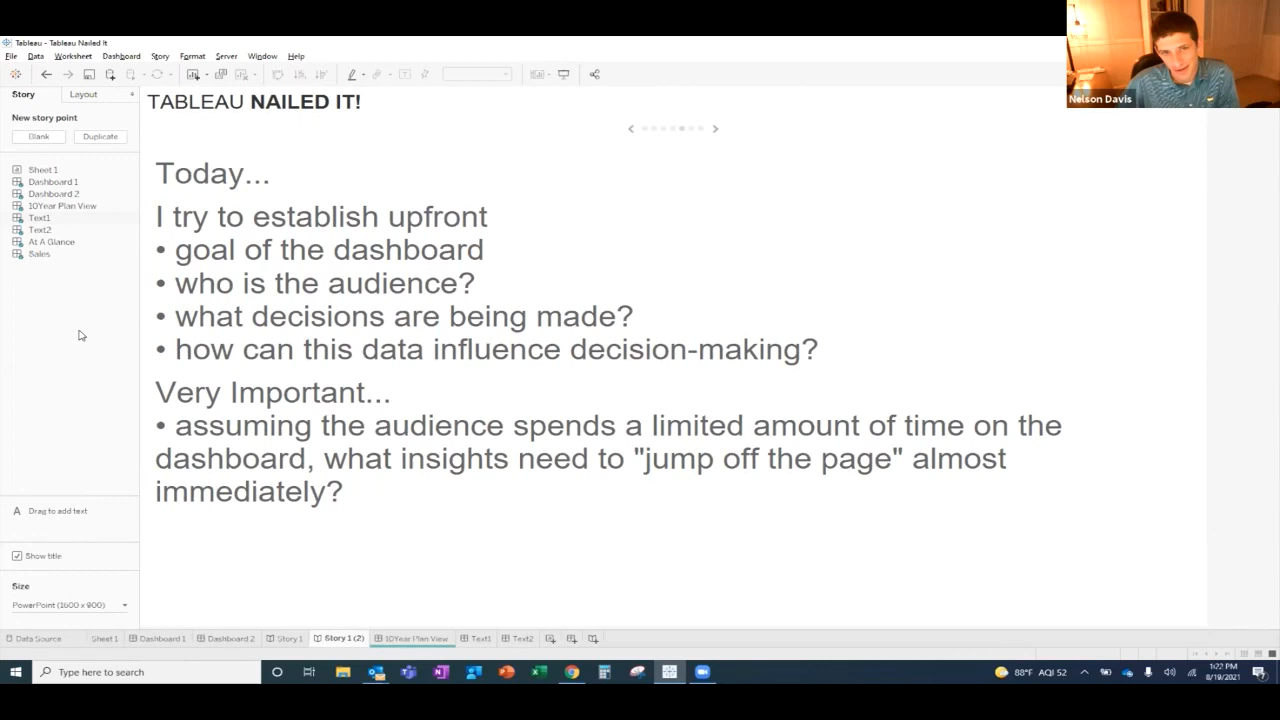 Tableau - Tableau Nailed It
File Data Worksheet Dashboard Story Analysis Map Format Server Window Help
Story Layout
New story point
Blank Duplicate
Sheet 1
Dashboard 1
Dashboard 2
10Year Plan View
Text1
Text2
At A Glance
Sales
A Drag to add text
Show title
Size
PowerPoint (1600 x 900)
TABLEAU NAILED IT!
Today...
I try to establish upfront
• goal of the dashboard
• who is the audience?
• what decisions are being made?
• how can this data influence decision-making?
Very Important...
• assuming the audience spends a limited amount of time on the
dashboard, what insights need to "jump off the page" almost
immediately?
Nelson Davis
Data Source Sheet 1 Dashboard 1 Dashboard 2 Story 1 Story 1 (2) 10Year Plan View Text1 Text2
Type here to search
88°F AQI 52
1:22 PM
8/19/2021